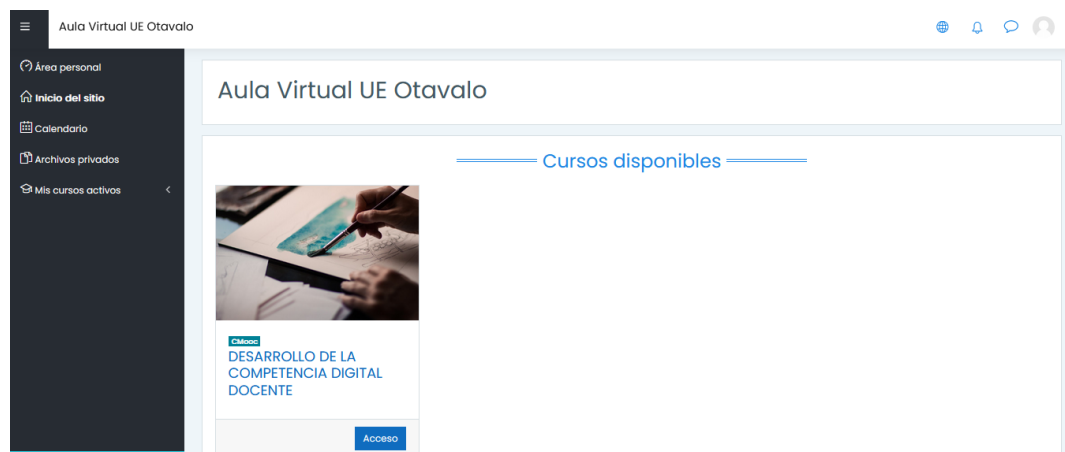 Aula Virtual UE Otavalo
Área personal
Inicio del sitio
Calendario
Archivos privados
Mis cursos activos
Aula Virtual UE Otavalo
Cursos disponibles
CMooc
DESARROLLO DE LA
COMPETENCIA DIGITAL
DOCENTE
Acceso